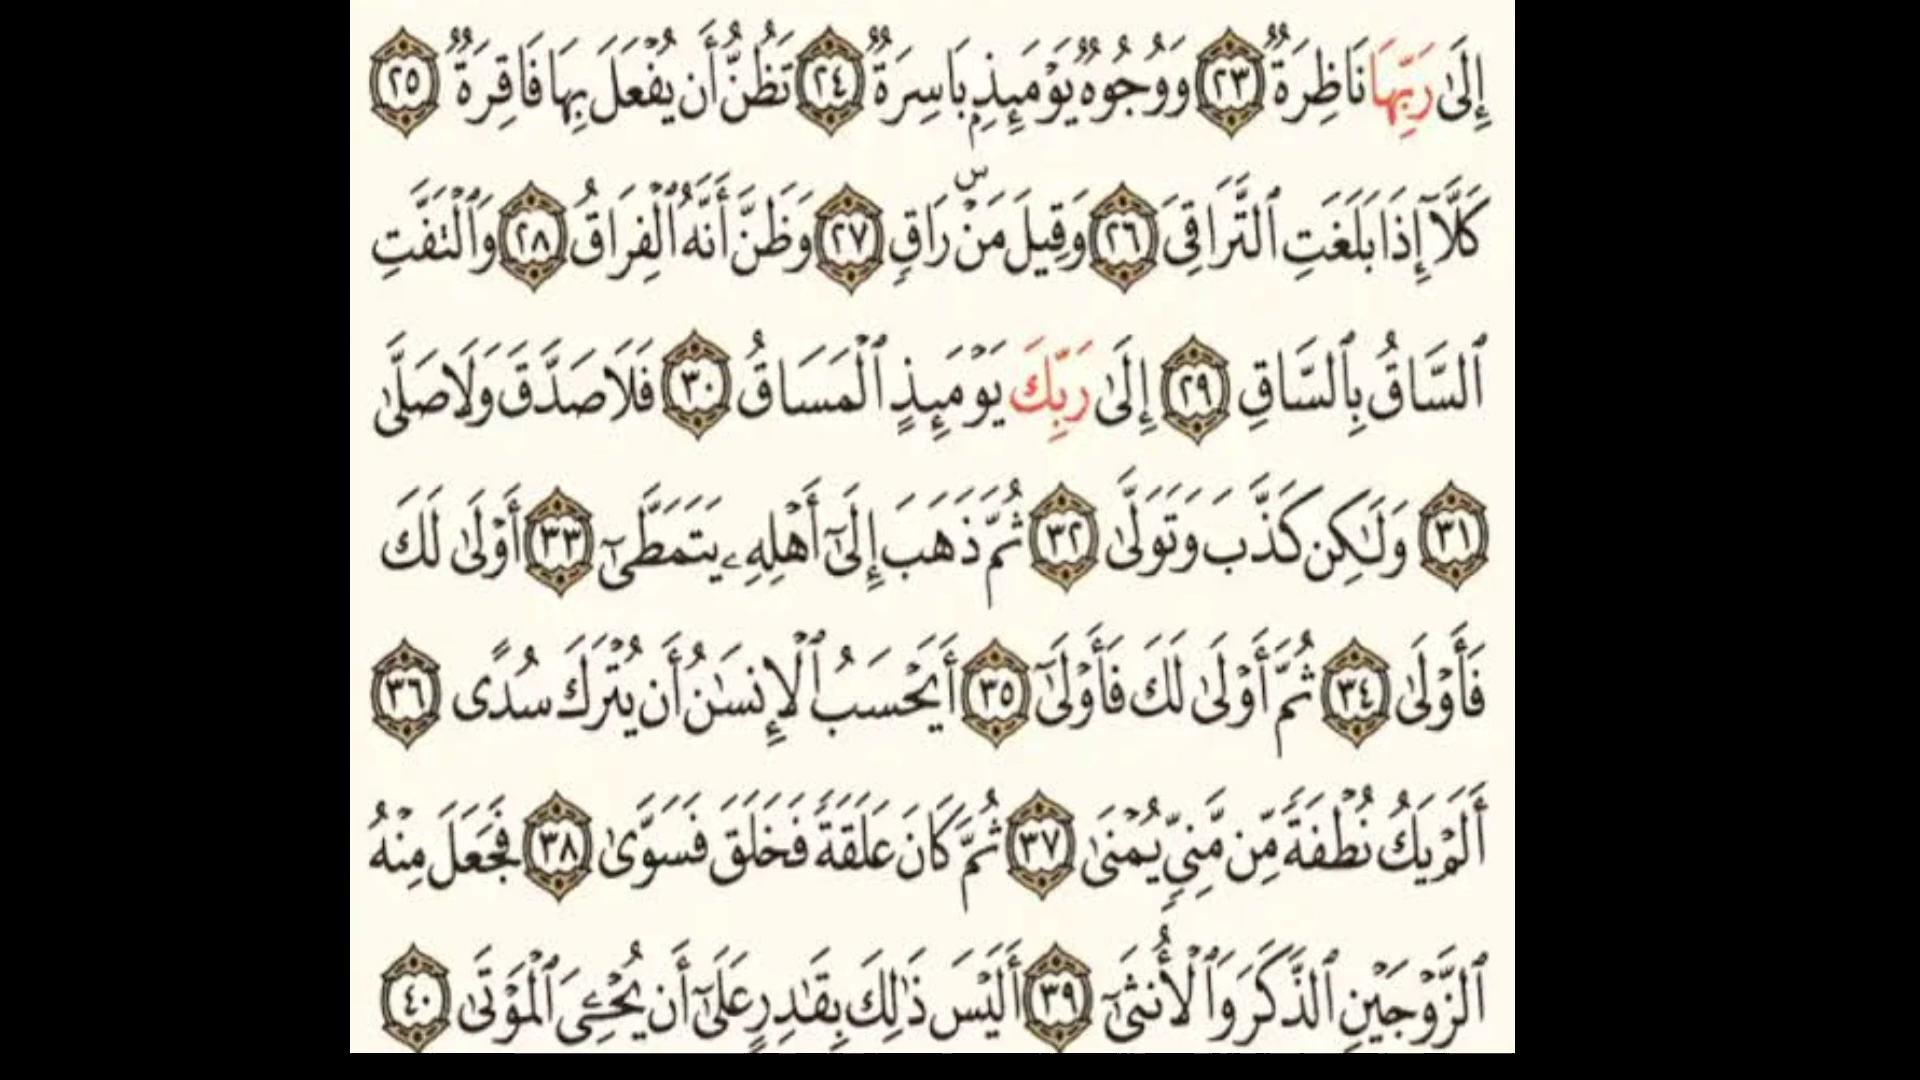 إِلَىٰ رَبِّهَا نَاظِرَةٌ ٢٣ وَوُجُوهٌ يَوْمَئِذٍۭ بَاسِرَةٌ ٢٤ تَظُنُّ أَن يُفْعَلَ بِهَا فَاقِرَةٌ ٢٥
كَلَّآ إِذَا بَلَغَتِ ٱلتَّرَاقِىَ ٢٦ وَقِيلَ مَنْۜ رَاقٍ ٢٧ وَظَنَّ أَنَّهُ ٱلْفِرَاقُ ٢٨ وَٱلْتَفَّتِ
ٱلسَّاقُ بِٱلسَّاقِ ٢٩ إِلَىٰ رَبِّكَ يَوْمَئِذٍ ٱلْمَسَاقُ ٣٠ فَلَا صَدَّقَ وَلَا صَلَّىٰ
٣١ وَلَـٰكِن كَذَّبَ وَتَوَلَّىٰ ٣٢ ثُمَّ ذَهَبَ إِلَىٰٓ أَهْلِهِۦ يَتَمَطَّىٰٓ ٣٣ أَوْلَىٰ لَكَ
فَأَوْلَىٰ ٣٤ ثُمَّ أَوْلَىٰ لَكَ فَأَوْلَىٰٓ ٣٥ أَيَحْسَبُ ٱلْإِنسَـٰنُ أَن يُتْرَكَ سُدًى ٣٦
أَلَمْ يَكُ نُطْفَةً مِّن مَّنِىٍّ يُمْنَىٰ ٣٧ ثُمَّ كَانَ عَلَقَةً فَخَلَقَ فَسَوَّىٰ ٣٨ فَجَعَلَ مِنْهُ
ٱلزَّوْجَيْنِ ٱلذَّكَرَ وَٱلْأُنثَىٰٓ ٣٩ أَلَيْسَ ذَٰلِكَ بِقَـٰدِرٍ عَلَىٰٓ أَن يُحْـِۧىَ ٱلْمَوْتَىٰ ٤٠